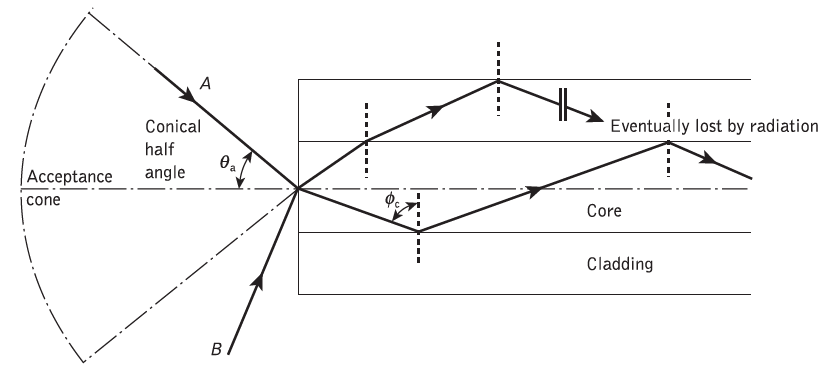 A
Conical
half
angle
θa
Acceptance
cone
Eventually lost by radiation
ϕc
Core
Cladding
B